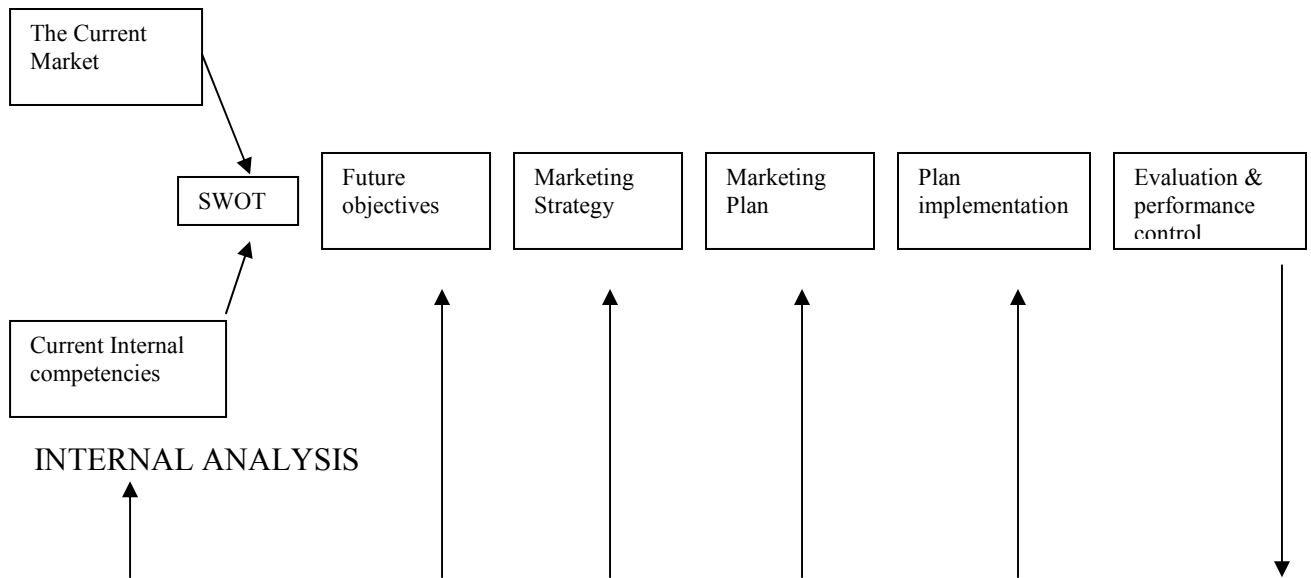 The Current
Market
SWOT
Future
objectives
Marketing
Strategy
Marketing
Plan
Plan
implementation
Evaluation &
performance
control
Current Internal
competencies
INTERNAL ANALYSIS